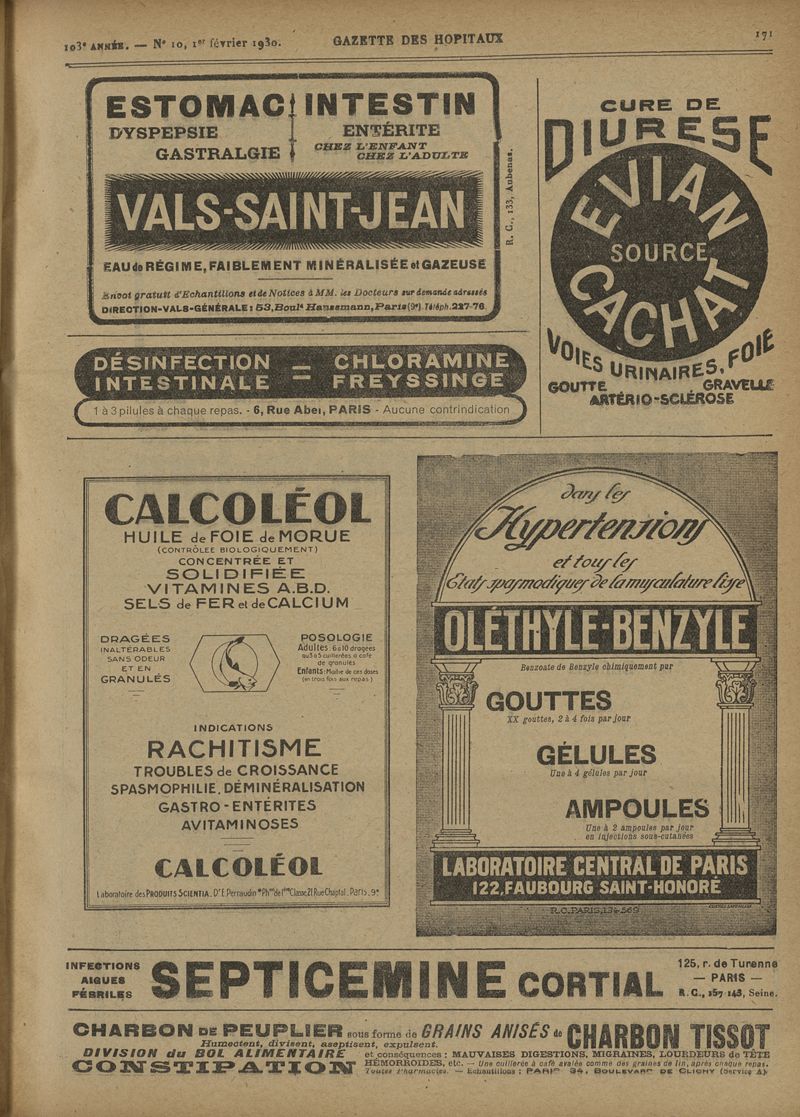 103e ANNÉE. — No 10, 1er février 1930.
GAZETTE DES HOPITAUX
171
ESTOMAC INTESTIN
DYSPEPSIE
GASTRALGIE
ENTÉRITE
CHEZ L'ENFANT
CHEZ L'ADULTE
VALS-SAINT-JEAN
EAU de RÉGIME, FAIBLEMENT MINÉRALISÉE et GAZEUSE
Envoi gratuit d'Echantillons et de Notices à MM. les Docteurs sur demande adressés
DIRECTION-VALS-GÉNÉRALE: 53, Boul. Haussmann, Paris (9e) Téléph. 227-76
R. C., 133, Aubenas.
CURE DE
DIURESE
EVIAN
SOURCE
CACHAT
VOIES URINAIRES, FOIE
GOUTTE GRAVELLE
ARTÉRIO-SCLÉROSE
DÉSINFECTION INTESTINALE = CHLORAMINE FREYSSINGE
1 à 3 pilules à chaque repas. - 6, Rue Abel, PARIS - Aucune contrindication
CALCOLÉOL
HUILE de FOIE de MORUE
(CONTRÔLÉE BIOLOGIQUEMENT)
CONCENTRÉE ET
SOLIDIFIÉE
VITAMINES A.B.D.
SELS de FER et de CALCIUM
DRAGÉES
INALTÉRABLES
SANS ODEUR
ET EN
GRANULÉS
POSOLOGIE
Adultes: 6 à 10 dragées
ou 3 à 5 cuillerées à café
de granulés
Enfants: Moitié de ces doses
(en trois fois aux repas)
INDICATIONS
RACHITISME
TROUBLES de CROISSANCE
SPASMOPHILIE, DÉMINÉRALISATION
GASTRO-ENTÉRITES
AVITAMINOSES
CALCOLÉOL
Laboratoire des PRODUITS SCIENTIA. Dr E. Perraudin Phen de 1ère Classe 21 Rue Chaptal. Paris. 9e
dans les
Hypertensions
et tous les
États spasmodiques de la musculature lisse
OLÉTHYLE-BENZYLE
Benzoate de Benzyle chimiquement pur
GOUTTES
XX gouttes, 2 à 4 fois par jour
GÉLULES
Une à 4 gélules par jour
AMPOULES
Une à 2 ampoules par jour
en injections sous-cutanées
LABORATOIRE CENTRAL DE PARIS
122, FAUBOURG SAINT-HONORÉ
R.C. PARIS, 134-569
INFECTIONS
AIGUES
FÉBRILES
SEPTICEMINE CORTIAL
125, r. de Turenne
— PARIS —
R. C., 157-143, Seine.
CHARBON DE PEUPLIER sous forme de GRAINS ANISÉS de CHARBON TISSOT
Humectent, divisent, aseptisent, expulsent.
DIVISION du BOL ALIMENTAIRE et conséquences: MAUVAISES DIGESTIONS, MIGRAINES, LOURDEURS de TÊTE
CONSTIPATION
HÉMORROIDES, etc. — Une cuillerée à café avalée comme des graines de lin, après chaque repas.
Toutes Pharmacies. — Echantillons: PARIS 34, BOULEVARD DE CLICHY (Service A)